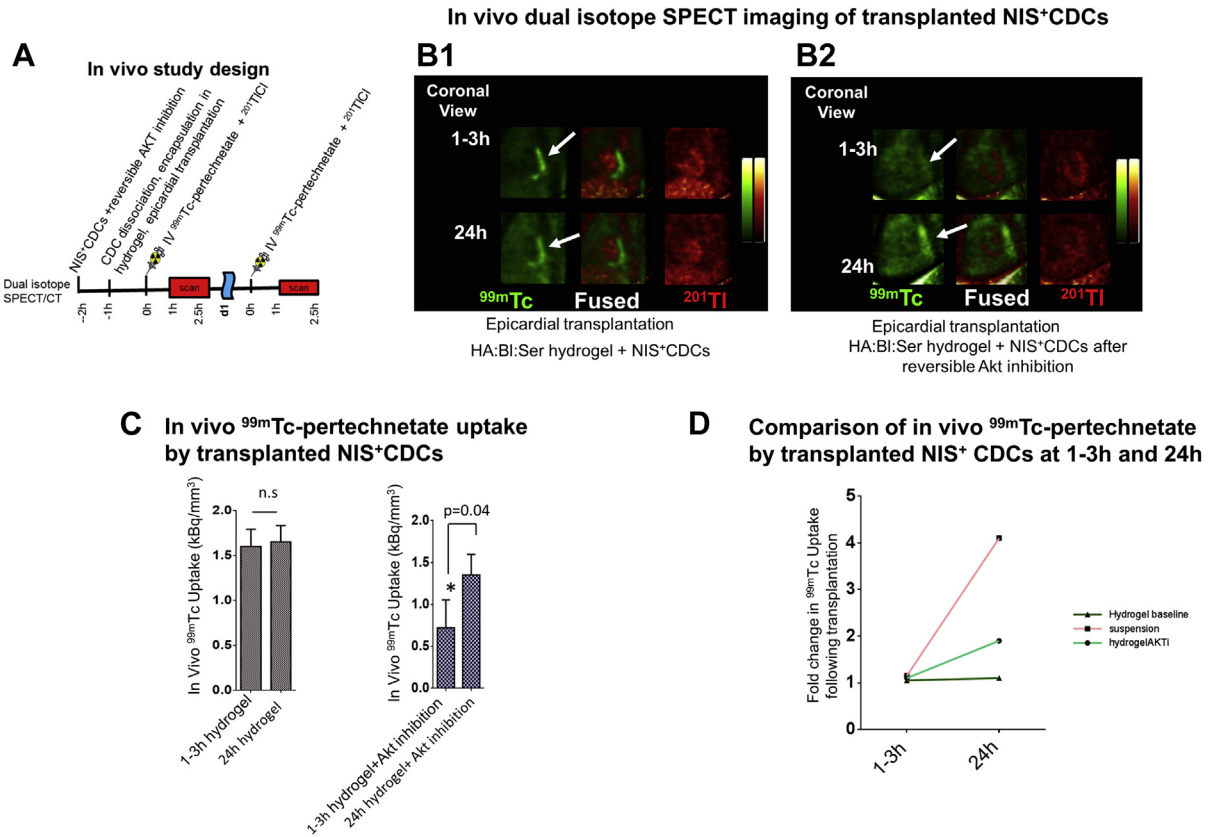 In vivo dual isotope SPECT imaging of transplanted NIS⁺CDCs
A
In vivo study design
NIS⁺CDCs +reversible AKT inhibition
CDC dissociation, encapsulation in
hydrogel, epicardial transplantation
IV ⁹⁹ᵐTc-pertechnetate + ²⁰¹TlCl
IV ⁹⁹ᵐTc-pertechnetate + ²⁰¹TlCl
Dual isotope
SPECT/CT
scan
scan
–2h
-1h
0h
1h
2.5h
d1
0h
1h
2.5h
B1
Coronal
View
1-3h
24h
⁹⁹ᵐTc
Fused
²⁰¹Tl
Epicardial transplantation
HA:Bl:Ser hydrogel + NIS⁺CDCs
B2
Coronal
View
1-3h
24h
⁹⁹ᵐTc
Fused
²⁰¹Tl
Epicardial transplantation
HA:Bl:Ser hydrogel + NIS⁺CDCs after
reversible Akt inhibition
C
In vivo ⁹⁹ᵐTc-pertechnetate uptake
by transplanted NIS⁺CDCs
In Vivo ⁹⁹ᵐTc Uptake (kBq/mm³)
n.s
2.0
1.5
1.0
0.5
0.0
1-3h hydrogel
24h hydrogel
In Vivo ⁹⁹ᵐTc Uptake (kBq/mm³)
p=0.04
*
2.0
1.5
1.0
0.5
0.0
1-3h hydrogel+Akt inhibition
24h hydrogel+ Akt inhibition
D
Comparison of in vivo ⁹⁹ᵐTc-pertechnetate
by transplanted NIS⁺ CDCs at 1-3h and 24h
Fold change in ⁹⁹ᵐTc Uptake
following transplantation
5
4
3
2
1
0
1-3h
24h
Hydrogel baseline
suspension
hydrogelAKTi